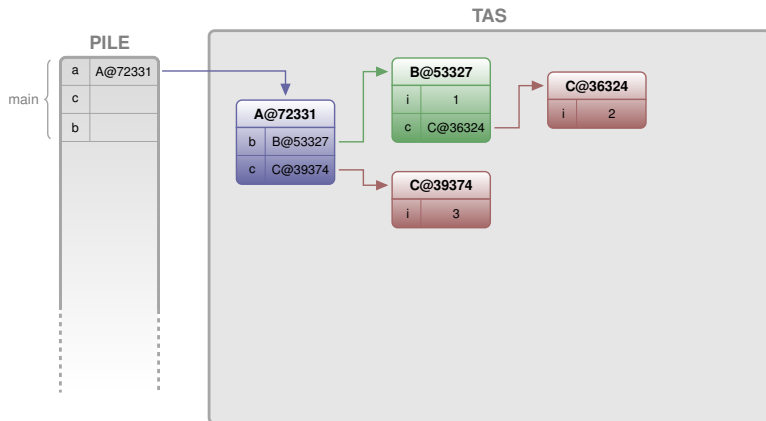 TAS
PILE
main
a A@72331
c
b
A@72331
b B@53327
c C@39374
B@53327
i 1
c C@36324
C@36324
i 2
C@39374
i 3